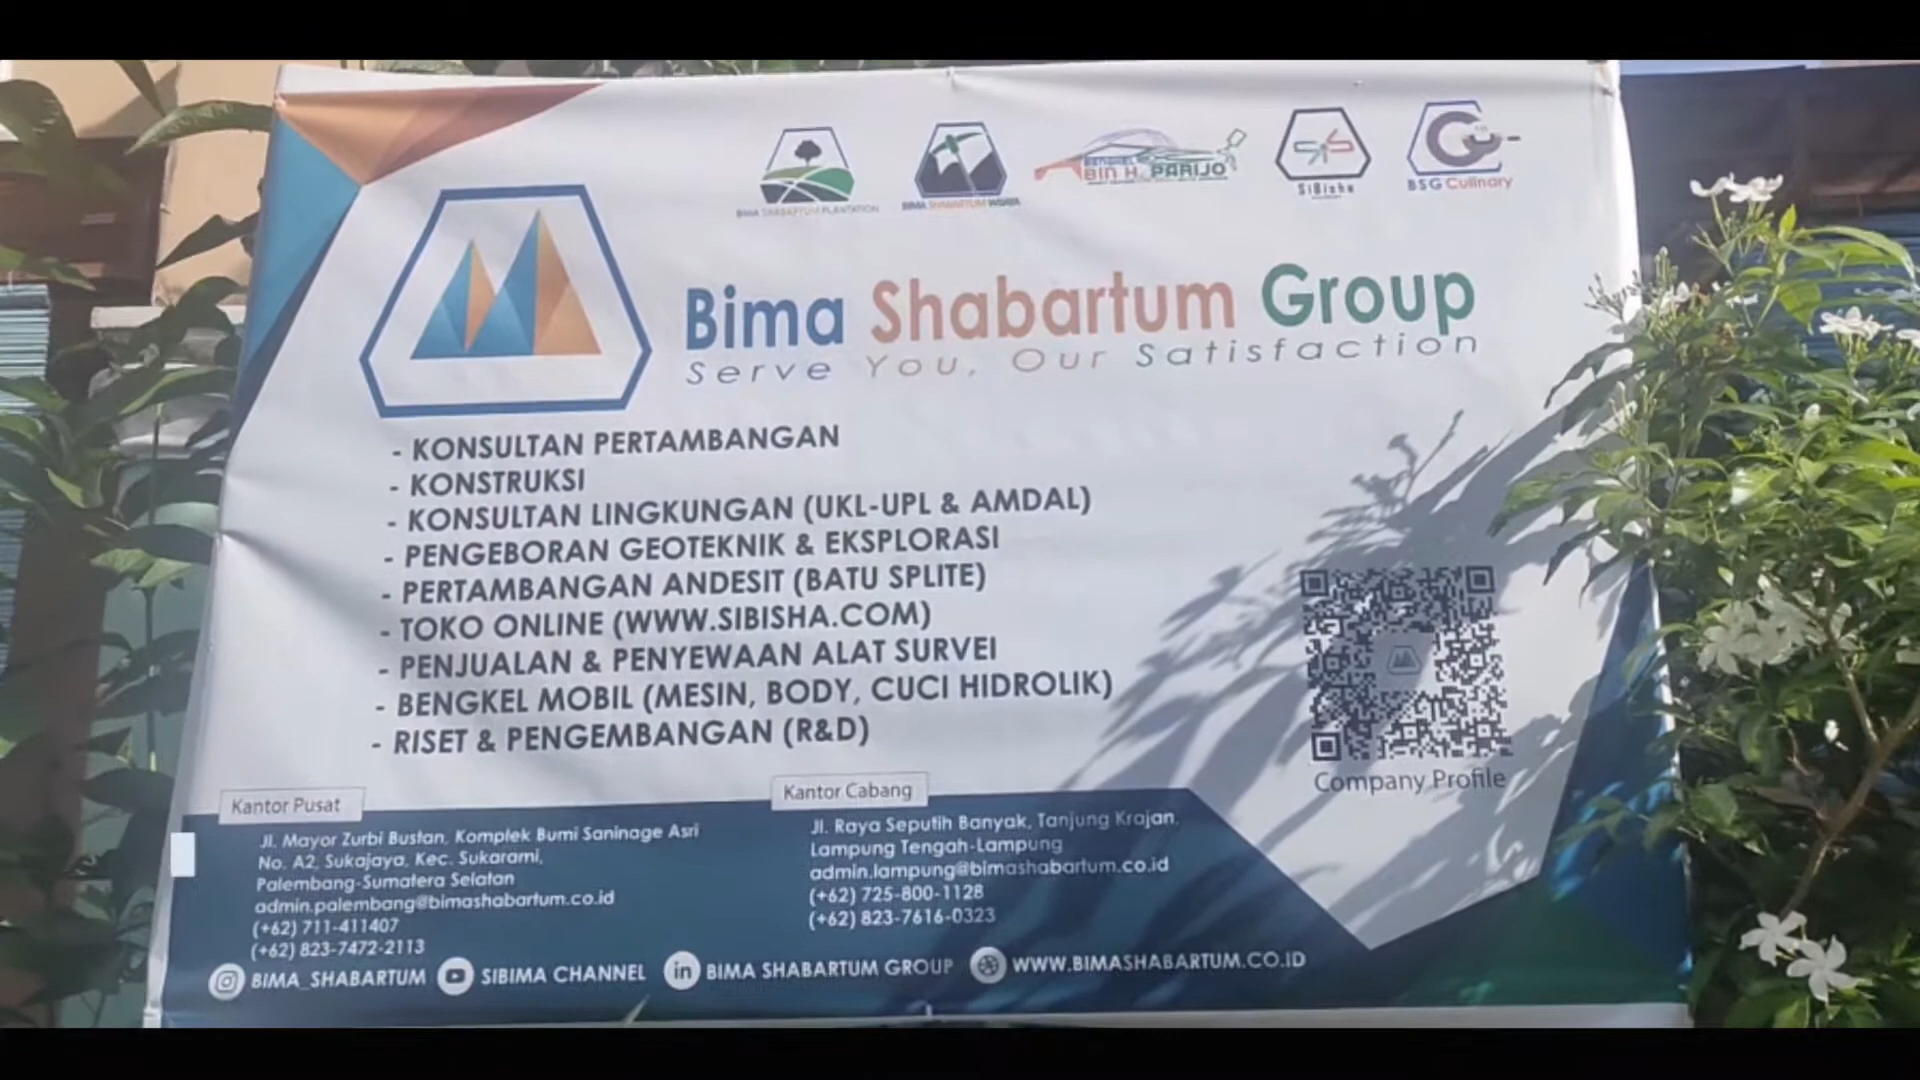 BIMA SHABARTUM PLANTATION
BIMA SHABARTUM WIJAYA
BENGKEL
BIN H. PARIJO
SiBisha
BSG Culinary
Bima Shabartum Group
Serve You, Our Satisfaction
- KONSULTAN PERTAMBANGAN
- KONSTRUKSI
- KONSULTAN LINGKUNGAN (UKL-UPL & AMDAL)
- PENGEBORAN GEOTEKNIK & EKSPLORASI
- PERTAMBANGAN ANDESIT (BATU SPLITE)
- TOKO ONLINE (WWW.SIBISHA.COM)
- PENJUALAN & PENYEWAAN ALAT SURVEI
- BENGKEL MOBIL (MESIN, BODY, CUCI HIDROLIK)
- RISET & PENGEMBANGAN (R&D)
Company Profile
Kantor Pusat
Jl. Mayor Zurbi Bustan, Komplek Bumi Saninage Asri
No. A2, Sukajaya, Kec. Sukarami,
Palembang-Sumatera Selatan
admin.palembang@bimashabartum.co.id
(+62) 711-411407
(+62) 823-7472-2113
Kantor Cabang
Jl. Raya Seputih Banyak, Tanjung Krajan,
Lampung Tengah-Lampung
admin.lampung@bimashabartum.co.id
(+62) 725-800-1128
(+62) 823-7616-0323
BIMA_SHABARTUM SIBIMA CHANNEL in BIMA SHABARTUM GROUP WWW.BIMASHABARTUM.CO.ID